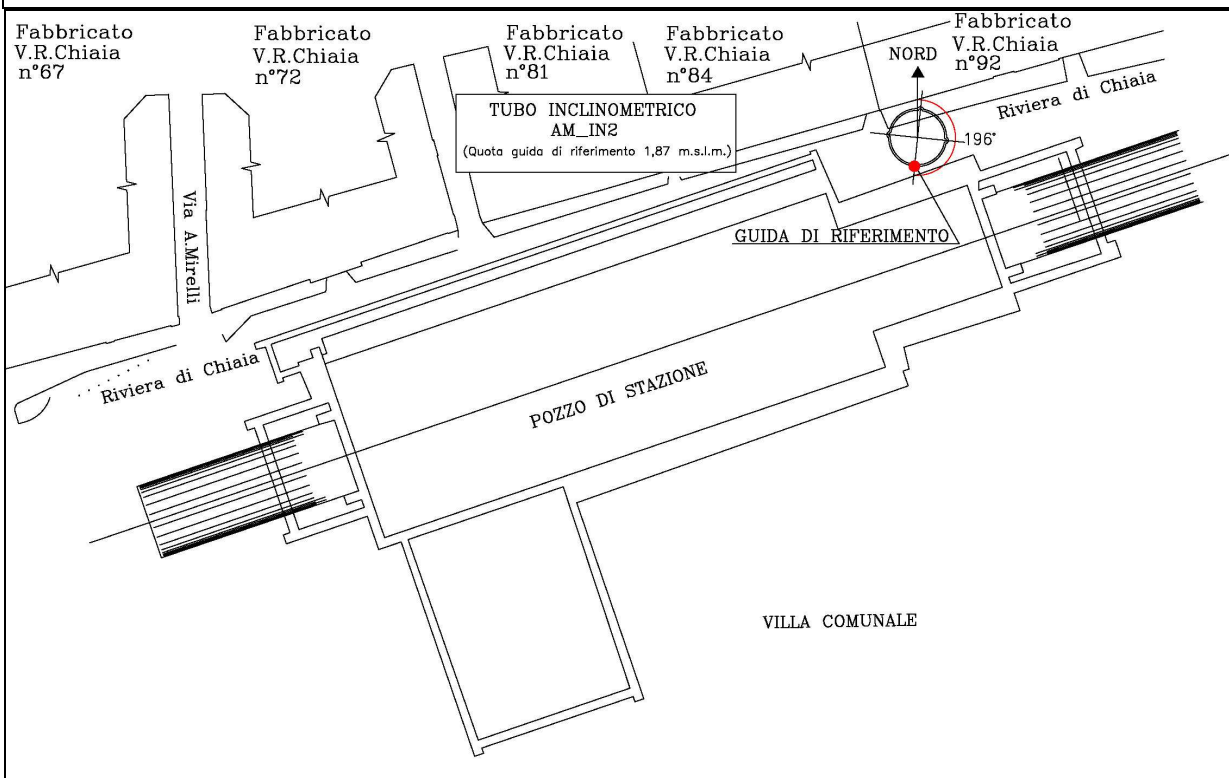 Fabbricato
V.R.Chiaia
n°67
Fabbricato
V.R.Chiaia
n°72
Fabbricato
V.R.Chiaia
n°81
Fabbricato
V.R.Chiaia
n°84
Fabbricato
V.R.Chiaia
n°92
NORD
TUBO INCLINOMETRICO
AM_IN2
(Quota guida di riferimento 1,87 m.s.l.m.)
Riviera di Chiaia
196°
Via A.Mirelli
GUIDA DI RIFERIMENTO
Riviera di Chiaia
POZZO DI STAZIONE
VILLA COMUNALE